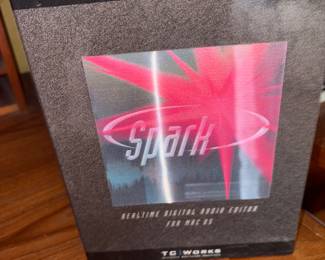 Spark
REALTIME DIGITAL AUDIO EDITOR
FOR MAC OS
TC WORKS